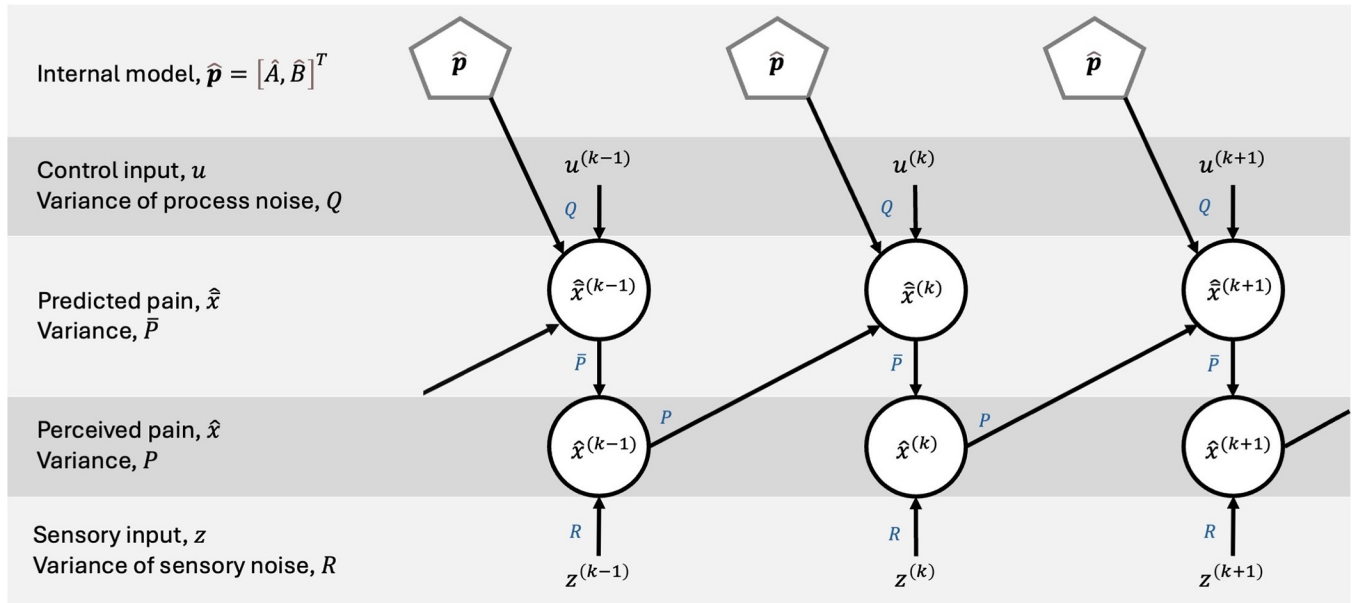 Internal model, p̂ = [Â, B̂]ᵀ
p̂ p̂ p̂
Control input, u
Variance of process noise, Q
u⁽ᵏ⁻¹⁾ u⁽ᵏ⁾ u⁽ᵏ⁺¹⁾
Q Q Q
Predicted pain, x̄̂
Variance, P̄
x̄̂⁽ᵏ⁻¹⁾ x̄̂⁽ᵏ⁾ x̄̂⁽ᵏ⁺¹⁾
P̄ P̄ P̄
Perceived pain, x̂
Variance, P
P P
x̂⁽ᵏ⁻¹⁾ x̂⁽ᵏ⁾ x̂⁽ᵏ⁺¹⁾
Sensory input, z
Variance of sensory noise, R
R R R
z⁽ᵏ⁻¹⁾ z⁽ᵏ⁾ z⁽ᵏ⁺¹⁾